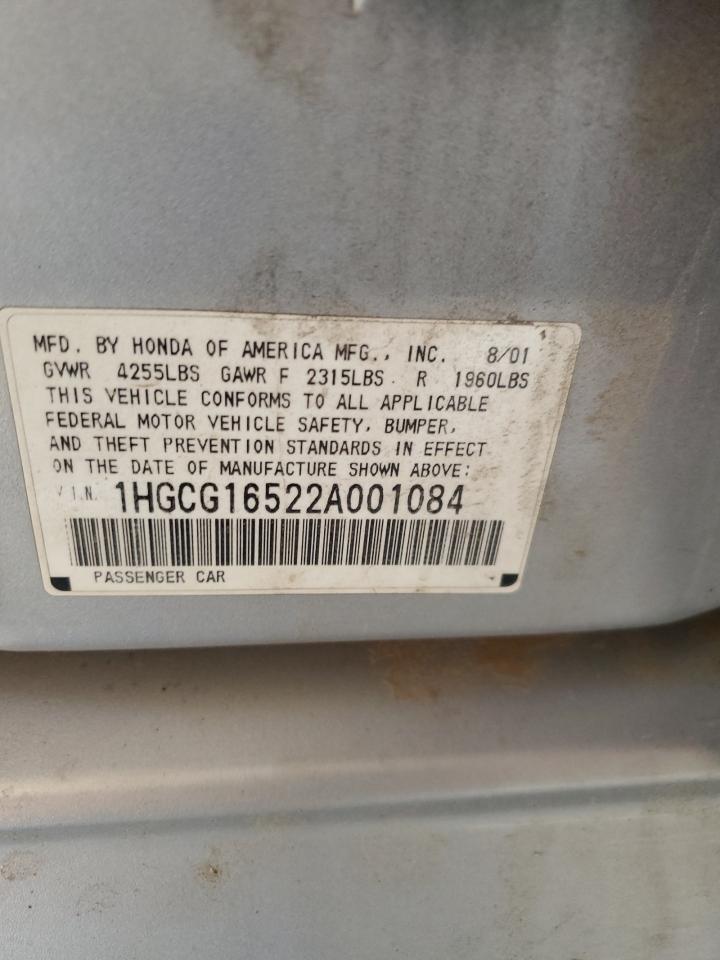 MFD. BY HONDA OF AMERICA MFG., INC. 8/01
GVWR 4255LBS GAWR F 2315LBS R 1960LBS
THIS VEHICLE CONFORMS TO ALL APPLICABLE
FEDERAL MOTOR VEHICLE SAFETY, BUMPER,
AND THEFT PREVENTION STANDARDS IN EFFECT
ON THE DATE OF MANUFACTURE SHOWN ABOVE:
V.I.N. 1HGCG16522A001084
PASSENGER CAR